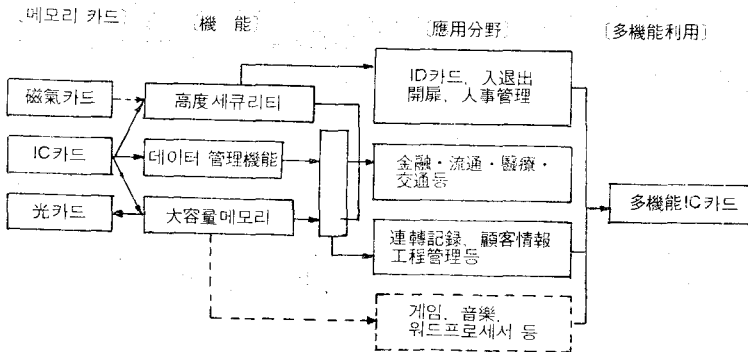 〔메모리 카드〕
〔機 能〕
〔應用分野〕
〔多機能利用〕
磁氣카드
IC카드
光카드
高度세큐리티
데이터 管理機能
大容量메모리
ID카드, 入退出
開扉, 人事管理
金融・流通・醫療・
交通등
連轉記録, 顧客情報
工程管理등
게임, 音樂,
워드프로세서 등
多機能IC카드